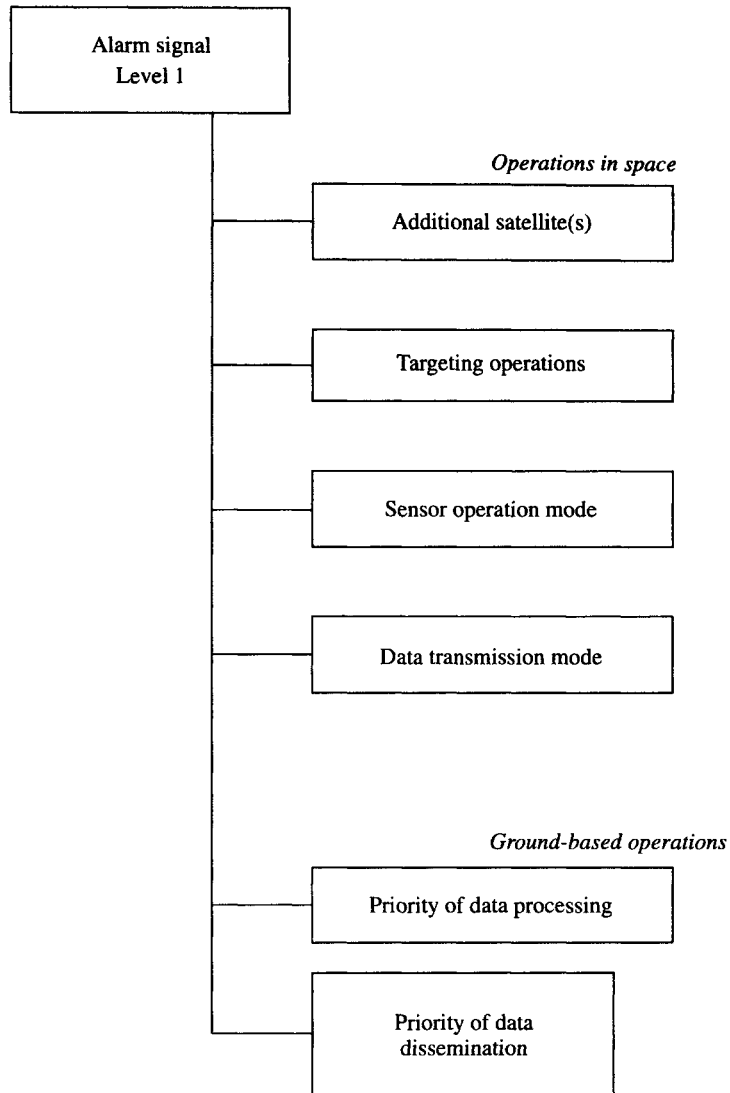 Alarm signal
Level 1
Operations in space
Additional satellite(s)
Targeting operations
Sensor operation mode
Data transmission mode
Ground-based operations
Priority of data processing
Priority of data
dissemination